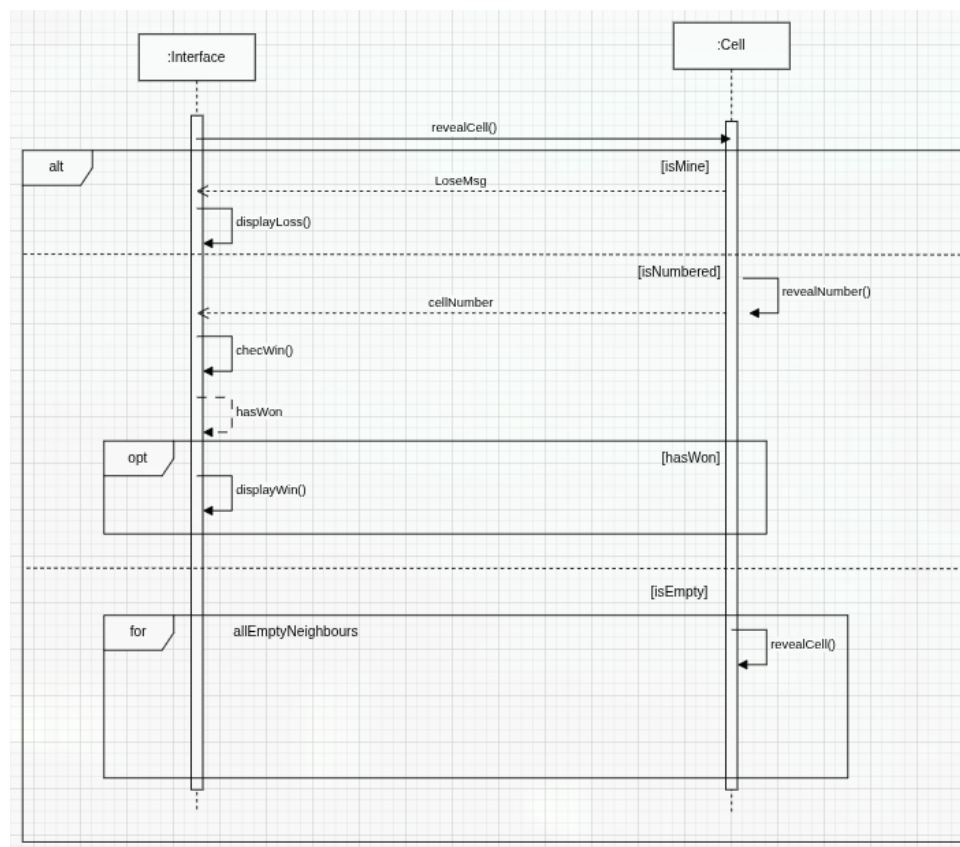 :Interface
:Cell
revealCell()
alt
[isMine]
LoseMsg
displayLoss()
[isNumbered]
revealNumber()
cellNumber
checWin()
hasWon
opt
[hasWon]
displayWin()
[isEmpty]
for
allEmptyNeighbours
revealCell()